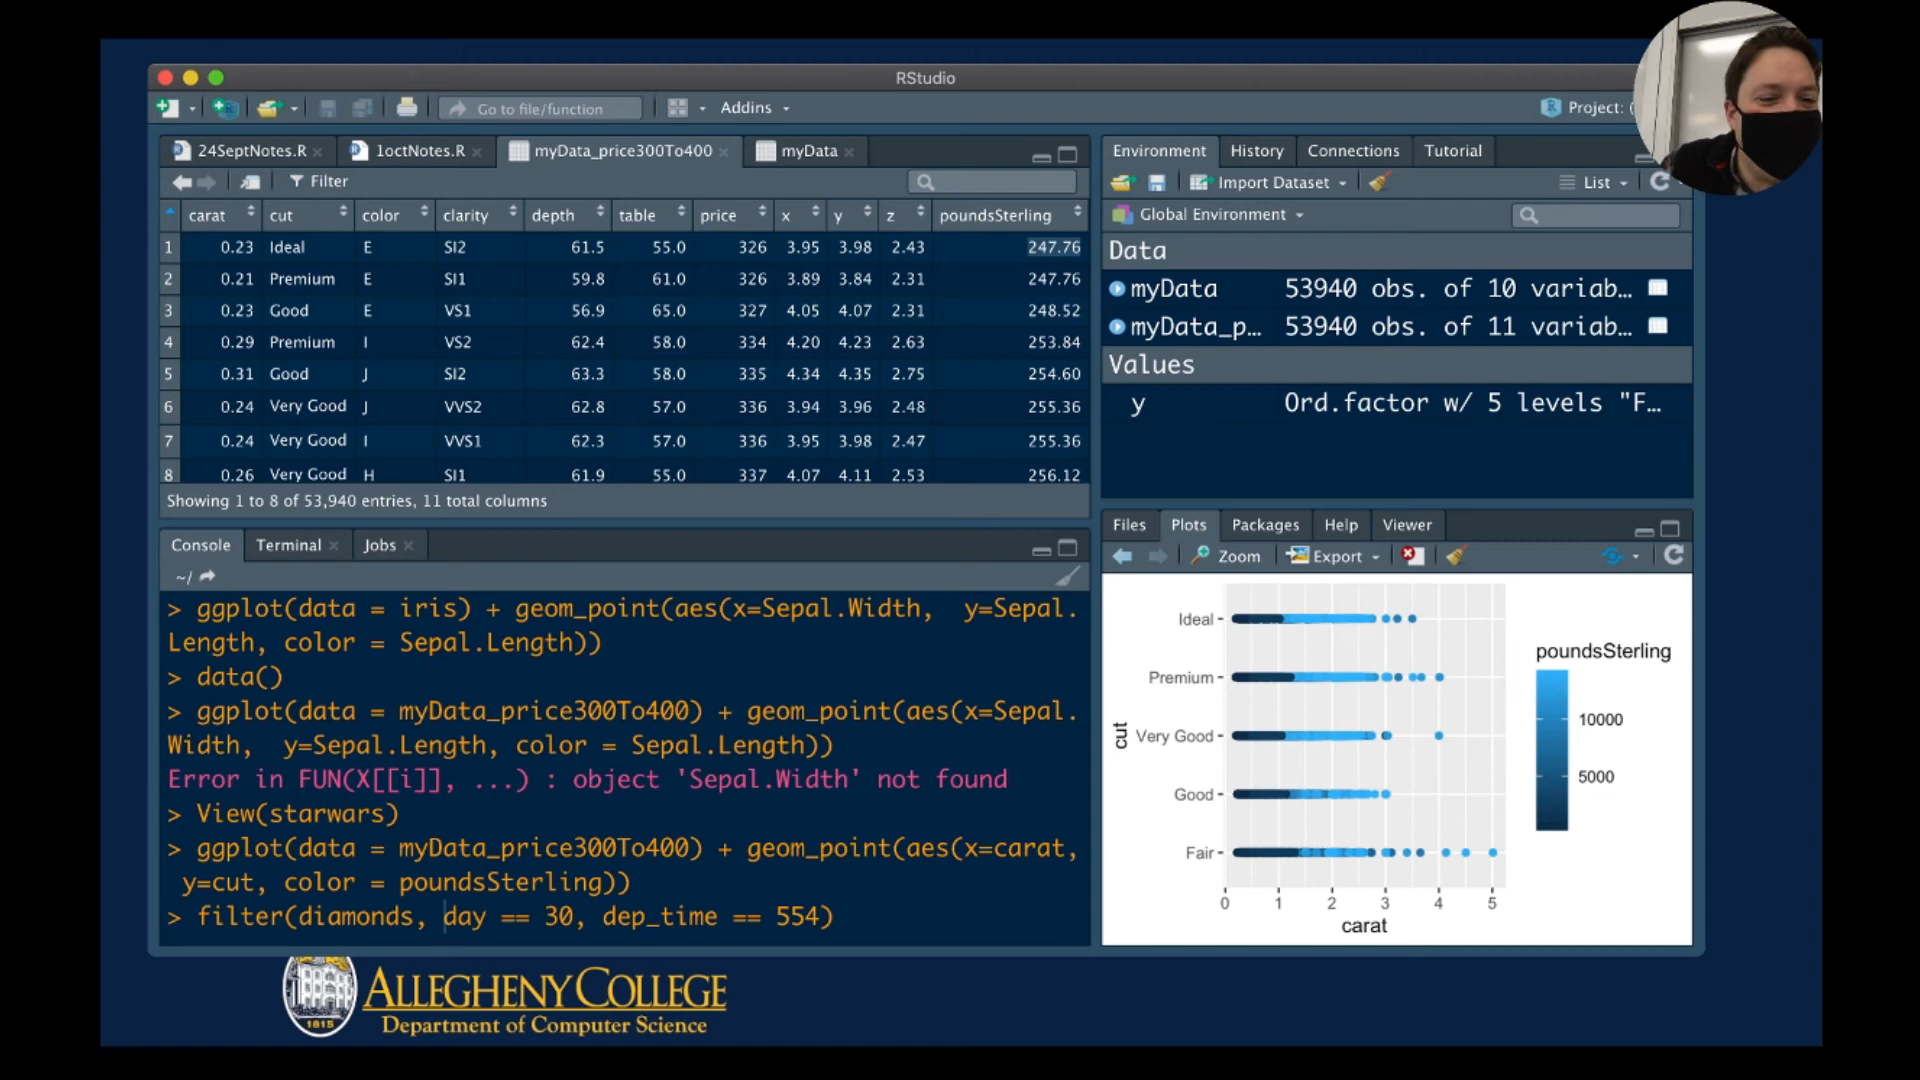 RStudio
Go to file/function
Addins
Project: (
24SeptNotes.R
1octNotes.R
myData_price300To400
myData
Filter
carat cut color clarity depth table price x y z poundsSterling
1 0.23 Ideal E SI2 61.5 55.0 326 3.95 3.98 2.43 247.76
2 0.21 Premium E SI1 59.8 61.0 326 3.89 3.84 2.31 247.76
3 0.23 Good E VS1 56.9 65.0 327 4.05 4.07 2.31 248.52
4 0.29 Premium I VS2 62.4 58.0 334 4.20 4.23 2.63 253.84
5 0.31 Good J SI2 63.3 58.0 335 4.34 4.35 2.75 254.60
6 0.24 Very Good J VVS2 62.8 57.0 336 3.94 3.96 2.48 255.36
7 0.24 Very Good I VVS1 62.3 57.0 336 3.95 3.98 2.47 255.36
8 0.26 Very Good H SI1 61.9 55.0 337 4.07 4.11 2.53 256.12
Showing 1 to 8 of 53,940 entries, 11 total columns
Console Terminal Jobs
~/
> ggplot(data = iris) + geom_point(aes(x=Sepal.Width,  y=Sepal.
Length, color = Sepal.Length))
> data()
> ggplot(data = myData_price300To400) + geom_point(aes(x=Sepal.
Width,  y=Sepal.Length, color = Sepal.Length))
Error in FUN(X[[i]], ...) : object 'Sepal.Width' not found
> View(starwars)
> ggplot(data = myData_price300To400) + geom_point(aes(x=carat,
y=cut, color = poundsSterling))
> filter(diamonds, day == 30, dep_time == 554)
Environment History Connections Tutorial
Import Dataset
List
Global Environment
Data
myData 53940 obs. of 10 variab…
myData_p… 53940 obs. of 11 variab…
Values
y Ord.factor w/ 5 levels "F…
Files Plots Packages Help Viewer
Zoom Export
Ideal
Premium
Very Good
Good
Fair
cut
0 1 2 3 4 5
carat
poundsSterling
10000
5000
1815
ALLEGHENY COLLEGE
Department of Computer Science